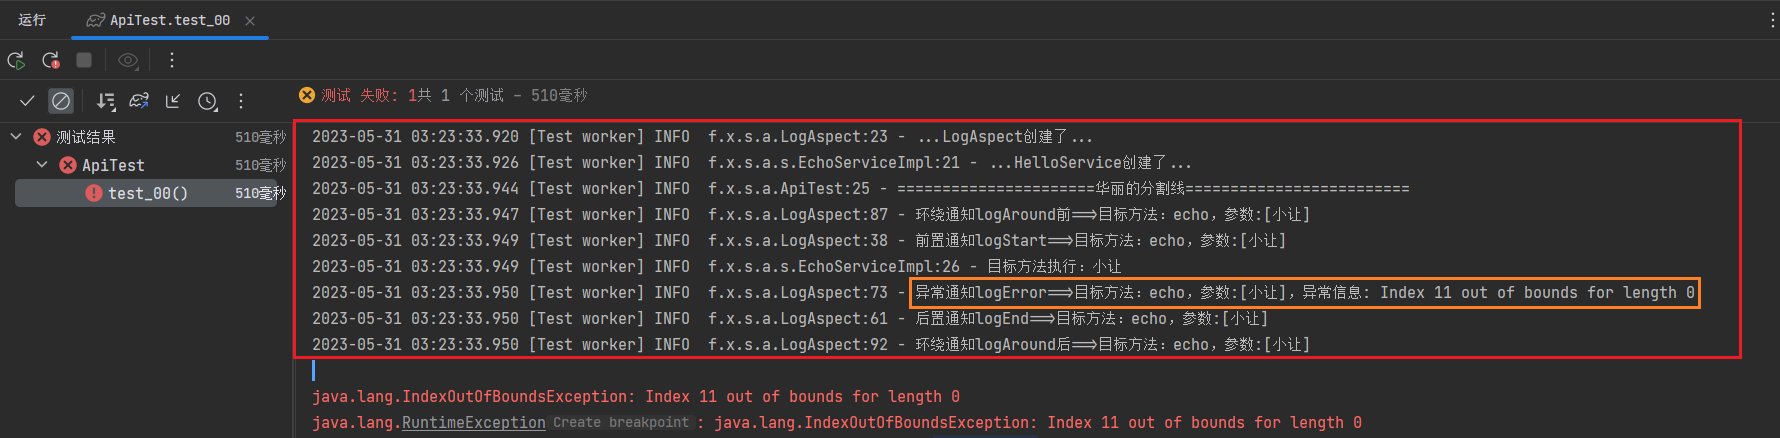 运行
ApiTest.test_00
测试 失败: 1共 1 个测试 – 510毫秒
测试结果 510毫秒
ApiTest 510毫秒
test_00() 510毫秒
2023-05-31 03:23:33.920 [Test worker] INFO  f.x.s.a.LogAspect:23 - ...LogAspect创建了...
2023-05-31 03:23:33.926 [Test worker] INFO  f.x.s.a.s.EchoServiceImpl:21 - ...HelloService创建了...
2023-05-31 03:23:33.944 [Test worker] INFO  f.x.s.a.ApiTest:25 - ======================华丽的分割线=========================
2023-05-31 03:23:33.947 [Test worker] INFO  f.x.s.a.LogAspect:87 - 环绕通知logAround前==>目标方法：echo，参数:[小让]
2023-05-31 03:23:33.949 [Test worker] INFO  f.x.s.a.LogAspect:38 - 前置通知logStart==>目标方法：echo，参数:[小让]
2023-05-31 03:23:33.949 [Test worker] INFO  f.x.s.a.s.EchoServiceImpl:26 - 目标方法执行：小让
2023-05-31 03:23:33.950 [Test worker] INFO  f.x.s.a.LogAspect:73 - 异常通知logError==>目标方法：echo，参数:[小让]，异常信息: Index 11 out of bounds for length 0
2023-05-31 03:23:33.950 [Test worker] INFO  f.x.s.a.LogAspect:61 - 后置通知logEnd==>目标方法：echo，参数:[小让]
2023-05-31 03:23:33.950 [Test worker] INFO  f.x.s.a.LogAspect:92 - 环绕通知logAround后==>目标方法：echo，参数:[小让]
java.lang.IndexOutOfBoundsException: Index 11 out of bounds for length 0
java.lang.RuntimeException Create breakpoint : java.lang.IndexOutOfBoundsException: Index 11 out of bounds for length 0